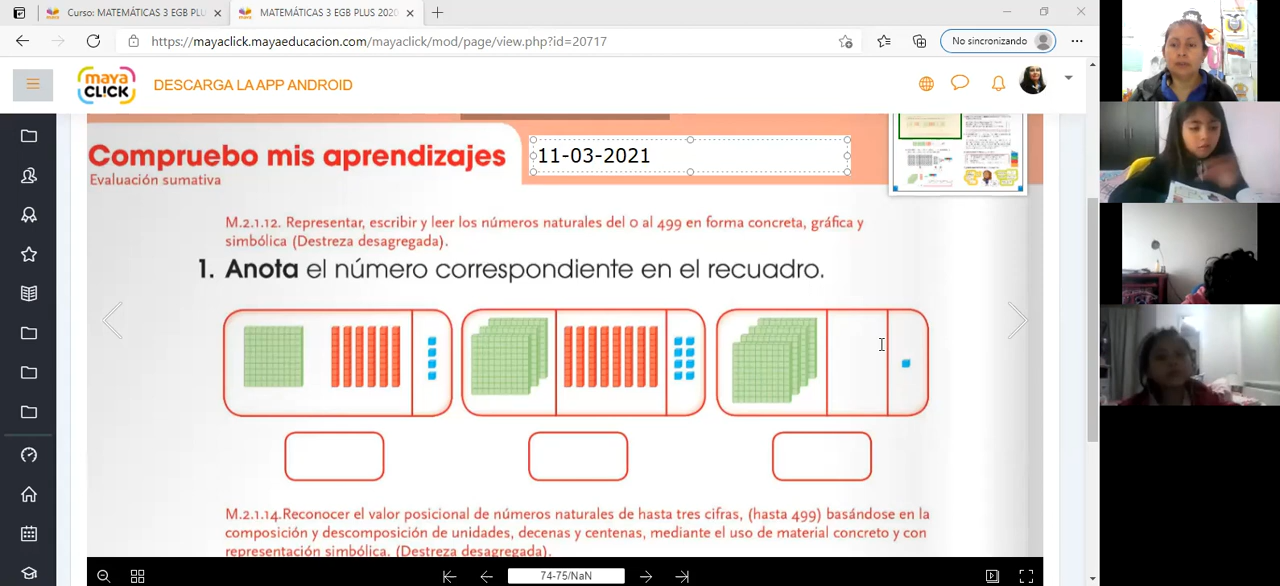 Curso: MATEMÁTICAS 3 EGB PLU
MATEMÁTICAS 3 EGB PLUS 2020
https://mayaclick.mayaeducacion.com/mayaclick/mod/page/view.php?id=20717
No sincronizando
maya CLICK
DESCARGA LA APP ANDROID
Compruebo mis aprendizajes
11-03-2021
Evaluación sumativa
M.2.1.12. Representar, escribir y leer los números naturales del 0 al 499 en forma concreta, gráfica y
simbólica (Destreza desagregada).
1. Anota el número correspondiente en el recuadro.
M.2.1.14.Reconocer el valor posicional de números naturales de hasta tres cifras, (hasta 499) basándose en la
composición y descomposición de unidades, decenas y centenas, mediante el uso de material concreto y con
representación simbólica. (Destreza desagregada).
74-75/NaN